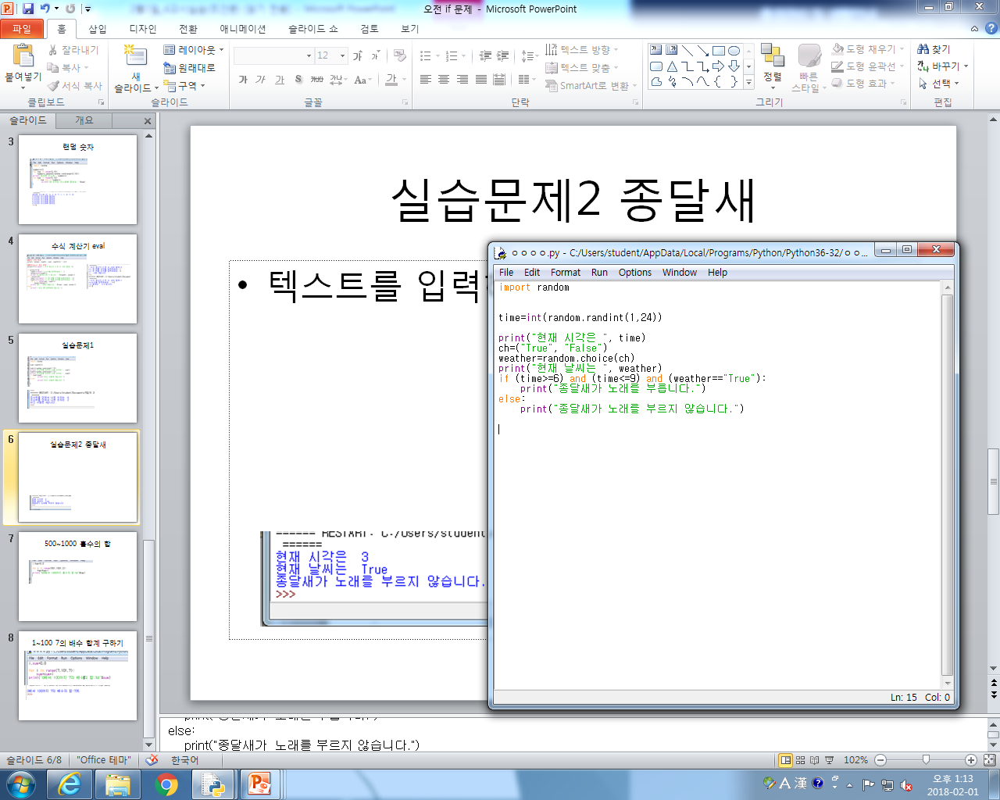 오전 if 문제 - Microsoft PowerPoint
파일 홈 삽입 디자인 전환 애니메이션 슬라이드 쇼 검토 보기
붙여넣기 잘라내기 복사 서식 복사 클립보드
새 슬라이드 레이아웃 원래대로 구역 슬라이드
12
가 가 가 S 가나 Aa 가
글꼴
텍스트 방향
텍스트 맞춤
SmartArt로 변환
단락
정렬 빠른 스타일 도형 채우기 도형 윤곽선 도형 효과 그리기
찾기
바꾸기
선택
편집
슬라이드 개요
3 랜덤 숫자
4 수식 계산기 eval
5 실습문제1
6 실습문제2 종달새
7 500~1000 홀수의 합
8 1~100 7의 배수 합계 구하기
실습문제2 종달새
• 텍스트를 입력
====== RESTART: C:/Users/student
======
현재 시각은 3
현재 날씨는 True
종달새가 노래를 부르지 않습니다.
>>>
ㅇㅇㅇㅇ.py - C:/Users/student/AppData/Local/Programs/Python/Python36-32/ㅇㅇ...
File Edit Format Run Options Window Help
import random
time=int(random.randint(1,24))
print("현재 시각은 ", time)
ch=("True", "False")
weather=random.choice(ch)
print("현재 날씨는 ", weather)
if (time>=6) and (time<=9) and (weather=="True"):
print("종달새가 노래를 부릅니다.")
else:
print("종달새가 노래를 부르지 않습니다.")
Ln: 15 Col: 0
else:
print("종달새가 노래를 부르지 않습니다.")
슬라이드 6/8 "Office 테마" 한국어 102%
A 漢
오후 1:13
2018-02-01